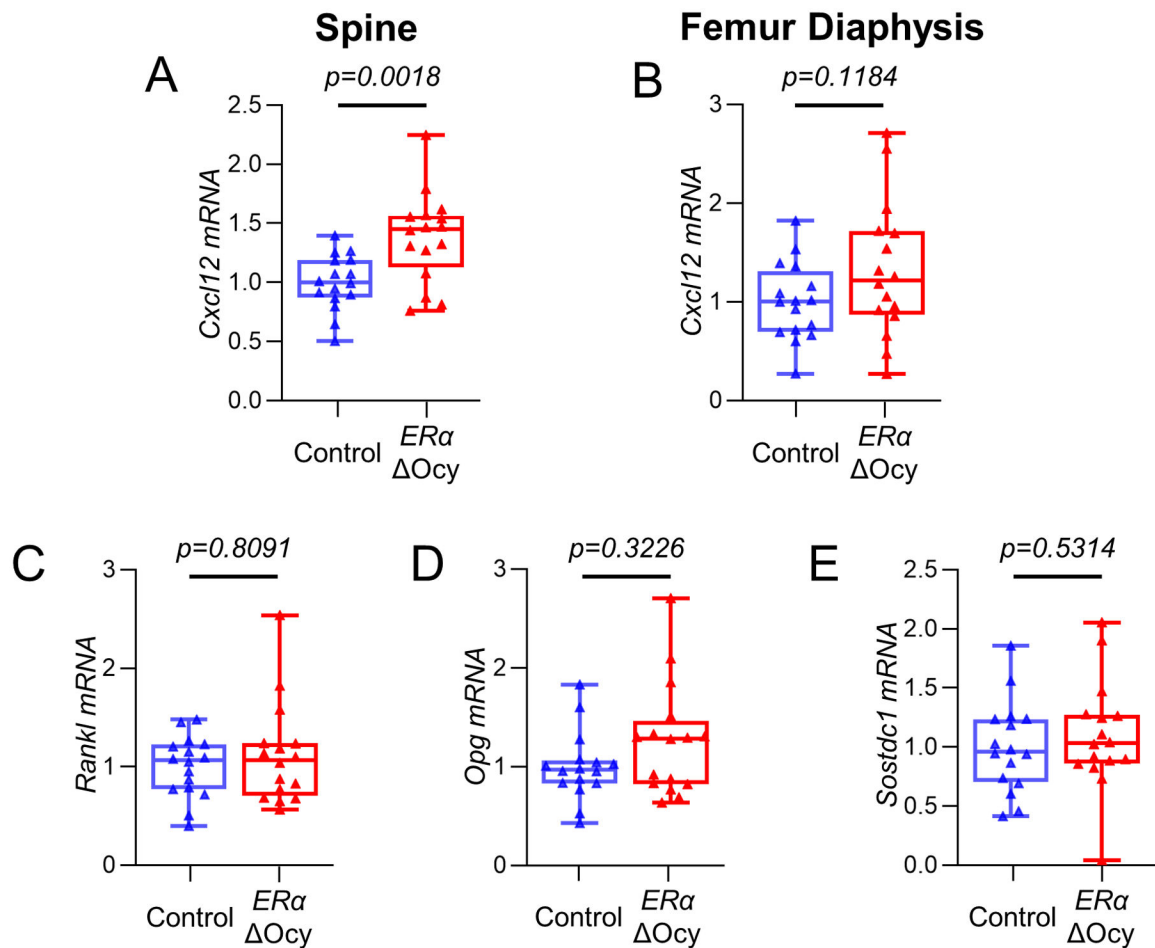 Spine
Femur Diaphysis
A
p=0.0018
Cxcl12 mRNA
2.5
2.0
1.5
1.0
0.5
0.0
Control
ERα
ΔOcy
B
p=0.1184
Cxcl12 mRNA
3
2
1
0
Control
ERα
ΔOcy
C
p=0.8091
Rankl mRNA
3
2
1
0
Control
ERα
ΔOcy
D
p=0.3226
Opg mRNA
3
2
1
0
Control
ERα
ΔOcy
E
p=0.5314
Sostdc1 mRNA
2.5
2.0
1.5
1.0
0.5
0.0
Control
ERα
ΔOcy